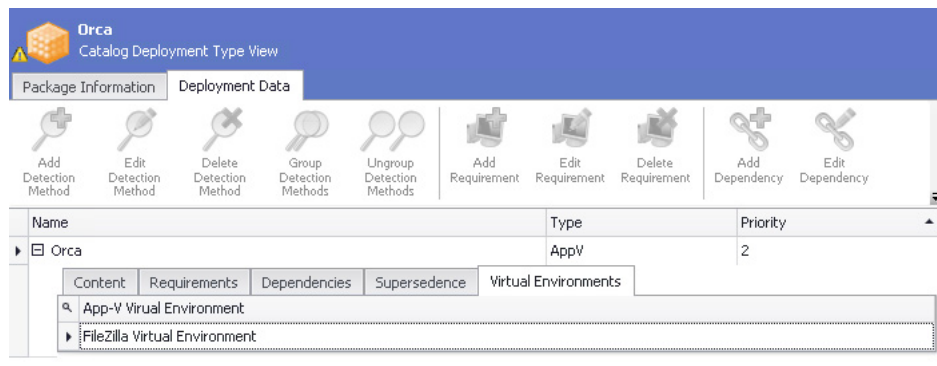 Orca
Catalog Deployment Type View
Package Information Deployment Data
Add Detection Method
Edit Detection Method
Delete Detection Method
Group Detection Methods
Ungroup Detection Methods
Add Requirement
Edit Requirement
Delete Requirement
Add Dependency
Edit Dependency
Name Type Priority
Orca AppV 2
Content Requirements Dependencies Supersedence Virtual Environments
App-V Virual Environment
FileZilla Virtual Environment